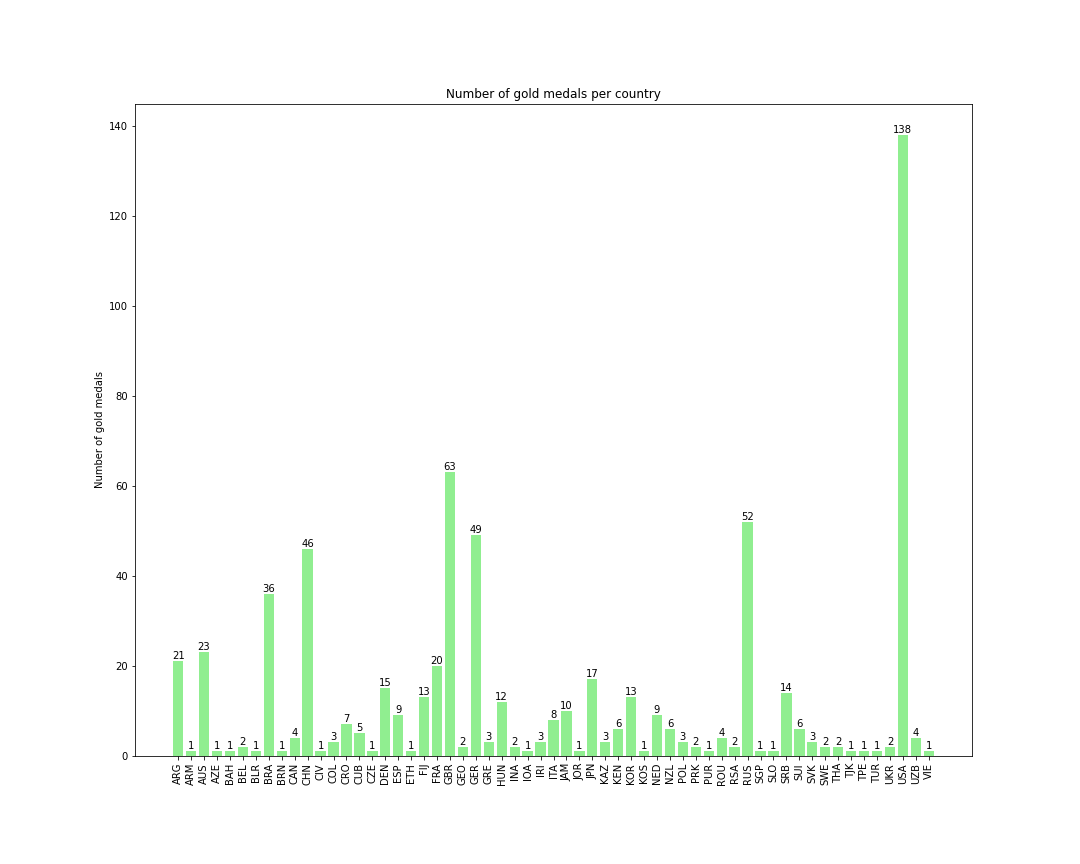 Number of gold medals per country
Number of gold medals
140
120
100
80
60
40
20
0
21
1
23
1
1
2
1
36
1
4
46
1
3
7
5
1
15
9
1
13
20
63
2
49
3
12
2
1
3
8
10
1
17
3
6
13
1
9
6
3
2
1
4
2
52
1
1
14
6
3
2
2
1
1
1
2
138
4
1
ARG
ARM
AUS
AZE
BAH
BEL
BLR
BRA
BRN
CAN
CHN
CIV
COL
CRO
CUB
CZE
DEN
ESP
ETH
FIJ
FRA
GBR
GEO
GER
GRE
HUN
INA
IOA
IRI
ITA
JAM
JOR
JPN
KAZ
KEN
KOR
KOS
NED
NZL
POL
PRK
PUR
ROU
RSA
RUS
SGP
SLO
SRB
SUI
SVK
SWE
THA
TJK
TPE
TUR
UKR
USA
UZB
VIE